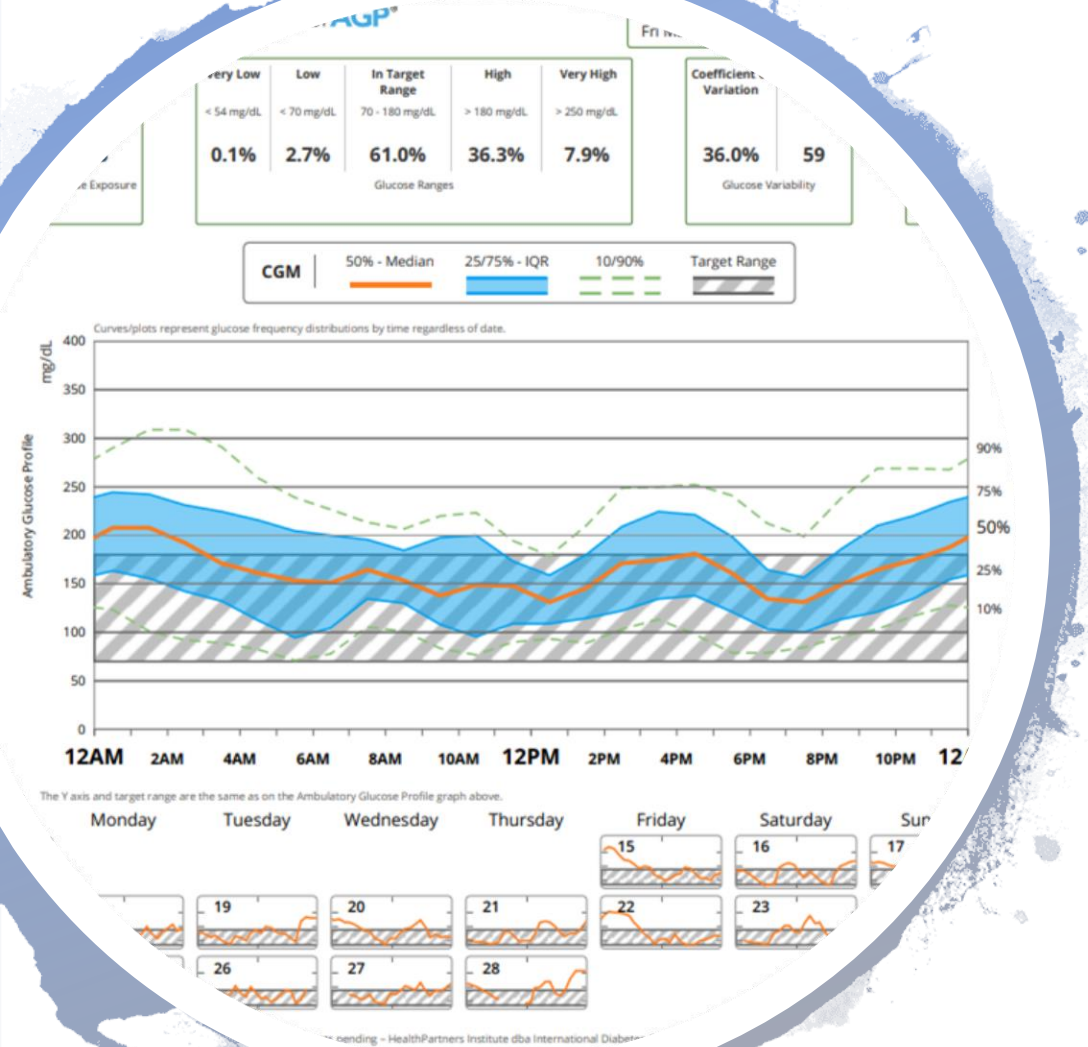 AGP®
Very Low Low In Target Range High Very High
< 54 mg/dL < 70 mg/dL 70 - 180 mg/dL > 180 mg/dL > 250 mg/dL
0.1% 2.7% 61.0% 36.3% 7.9%
Glucose Ranges
Coefficient
Variation
36.0% 59
Glucose Variability
Exposure
CGM 50% - Median 25/75% - IQR 10/90% Target Range
Curves/plots represent glucose frequency distributions by time regardless of date.
mg/dL
Ambulatory Glucose Profile
400
350
300
250
200
150
100
50
0
90%
75%
50%
25%
10%
12AM 2AM 4AM 6AM 8AM 10AM 12PM 2PM 4PM 6PM 8PM 10PM 12
The Y axis and target range are the same as on the Ambulatory Glucose Profile graph above.
Monday Tuesday Wednesday Thursday Friday Saturday Sun
15 16 17
19 20 21 22 23
26 27 28
pending – HealthPartners Institute dba International Diabete